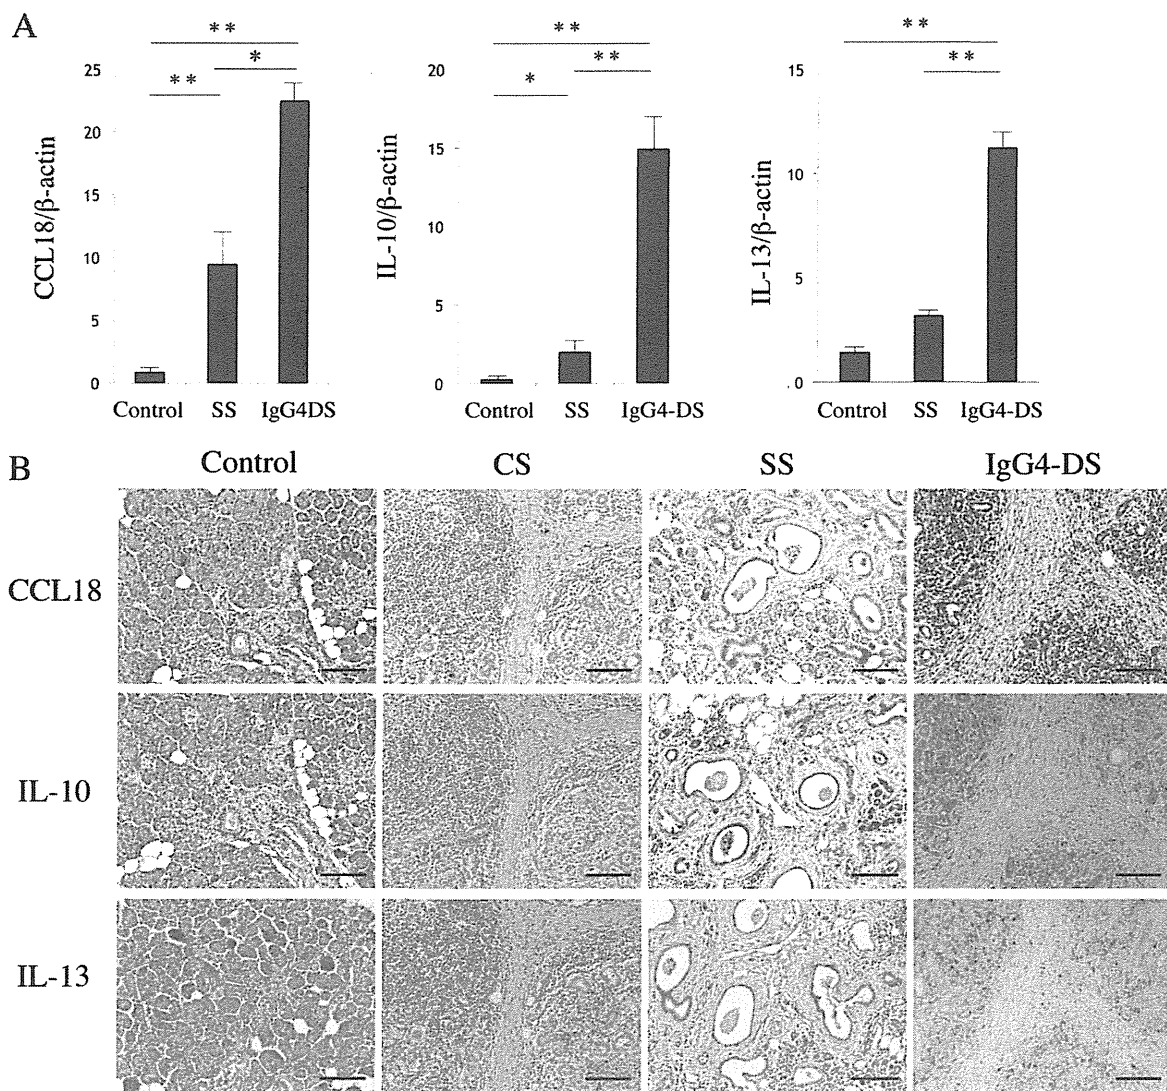 A
** ** **
* ** **
** *
25 20 15
20 15 10
15 10 5
10 5 . 0
5 0
0
CCL18/β-actin
IL-10/β-actin
IL-13/β-actin
Control SS IgG4DS
Control SS IgG4-DS
Control SS IgG4-DS
B
Control CS SS IgG4-DS
CCL18
IL-10
IL-13